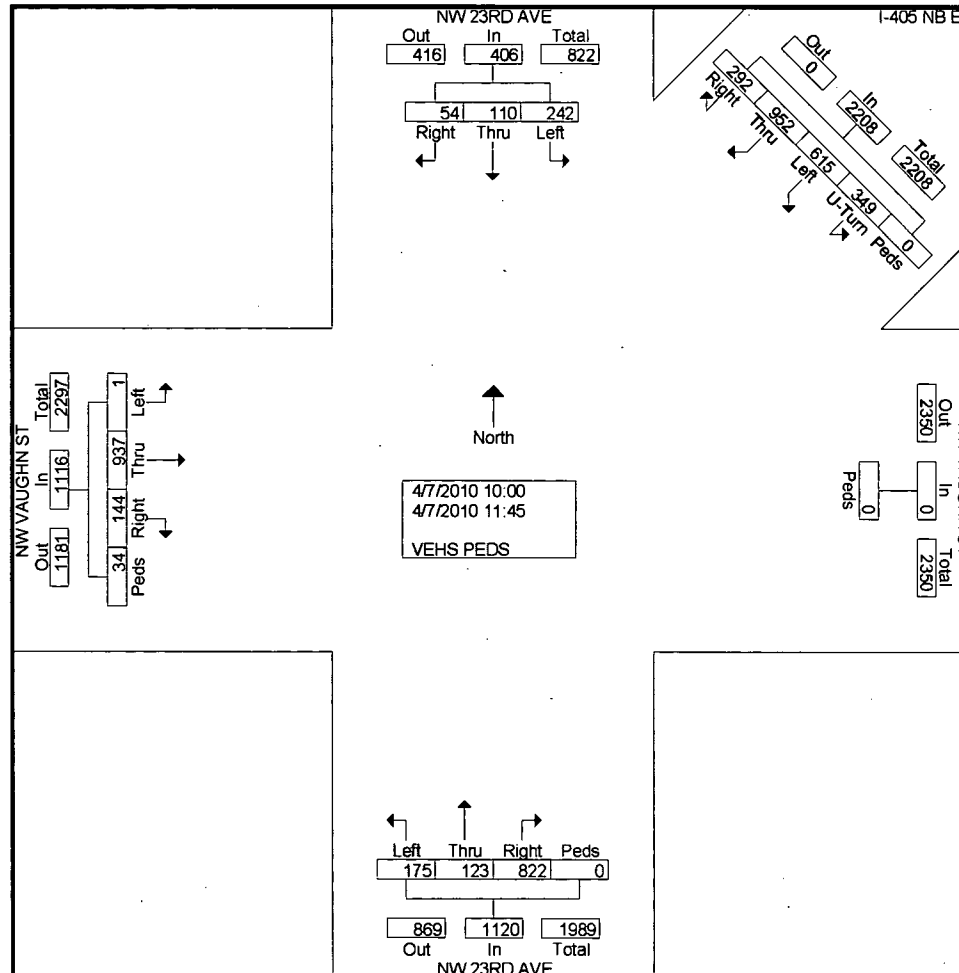 NW 23RD AVE
Out In Total
416 406 822
54 110 242
Right Thru Left
I-405 NB E
Out
0
In
2208
Total
2208
292 952 615 349 0
Right Thru Left U-Turn Peds
NW VAUGHN ST
Total In Out
2297 1116 1181
1 937 144 34
Left Thru Right Peds
North
4/7/2010 10:00
4/7/2010 11:45
VEHS PEDS
Out In Total
2350 0 2350
0
Peds
Left Thru Right Peds
175 123 822 0
869 1120 1989
Out In Total
NW 23RD AVE